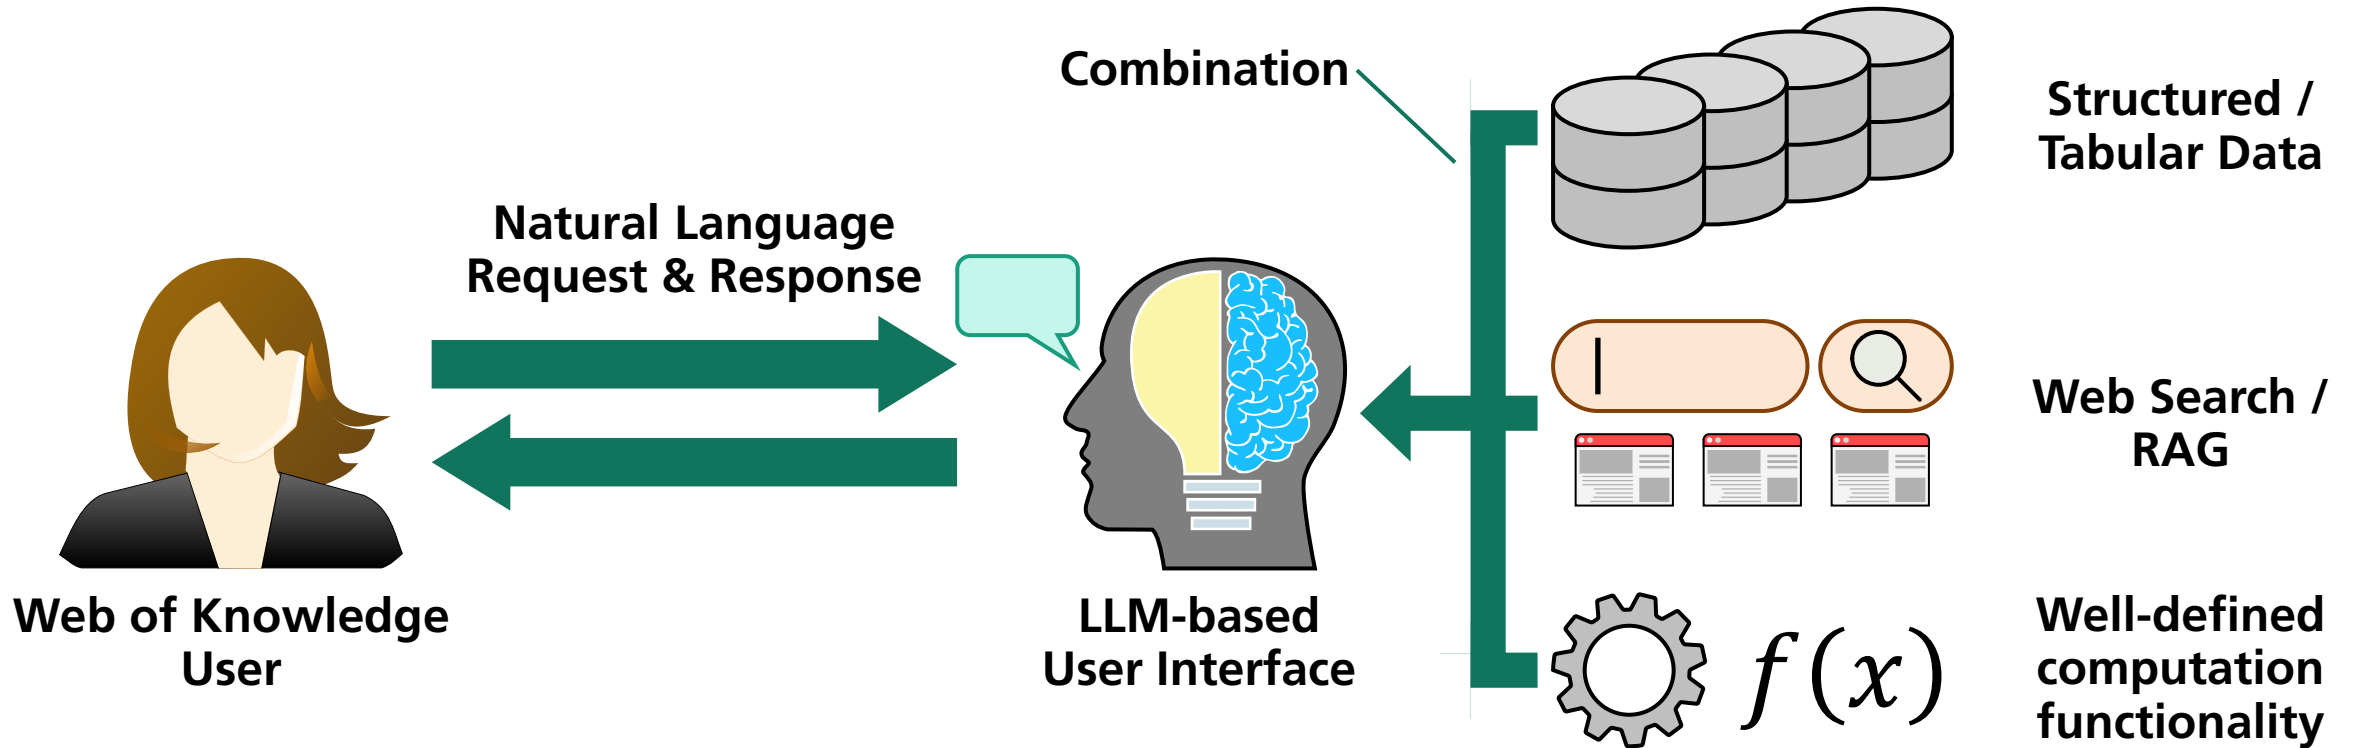 Combination
Structured /
Tabular Data
Natural Language
Request & Response
Web Search /
RAG
Web of Knowledge
User
LLM-based
User Interface
f(x)
Well-defined
computation
functionality